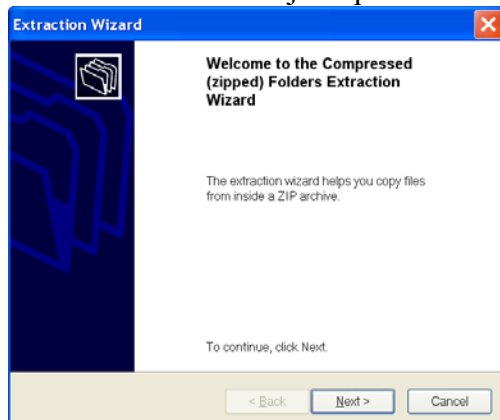 Extraction Wizard
Welcome to the Compressed
(zipped) Folders Extraction
Wizard
The extraction wizard helps you copy files
from inside a ZIP archive.
To continue, click Next.
< Back Next > Cancel